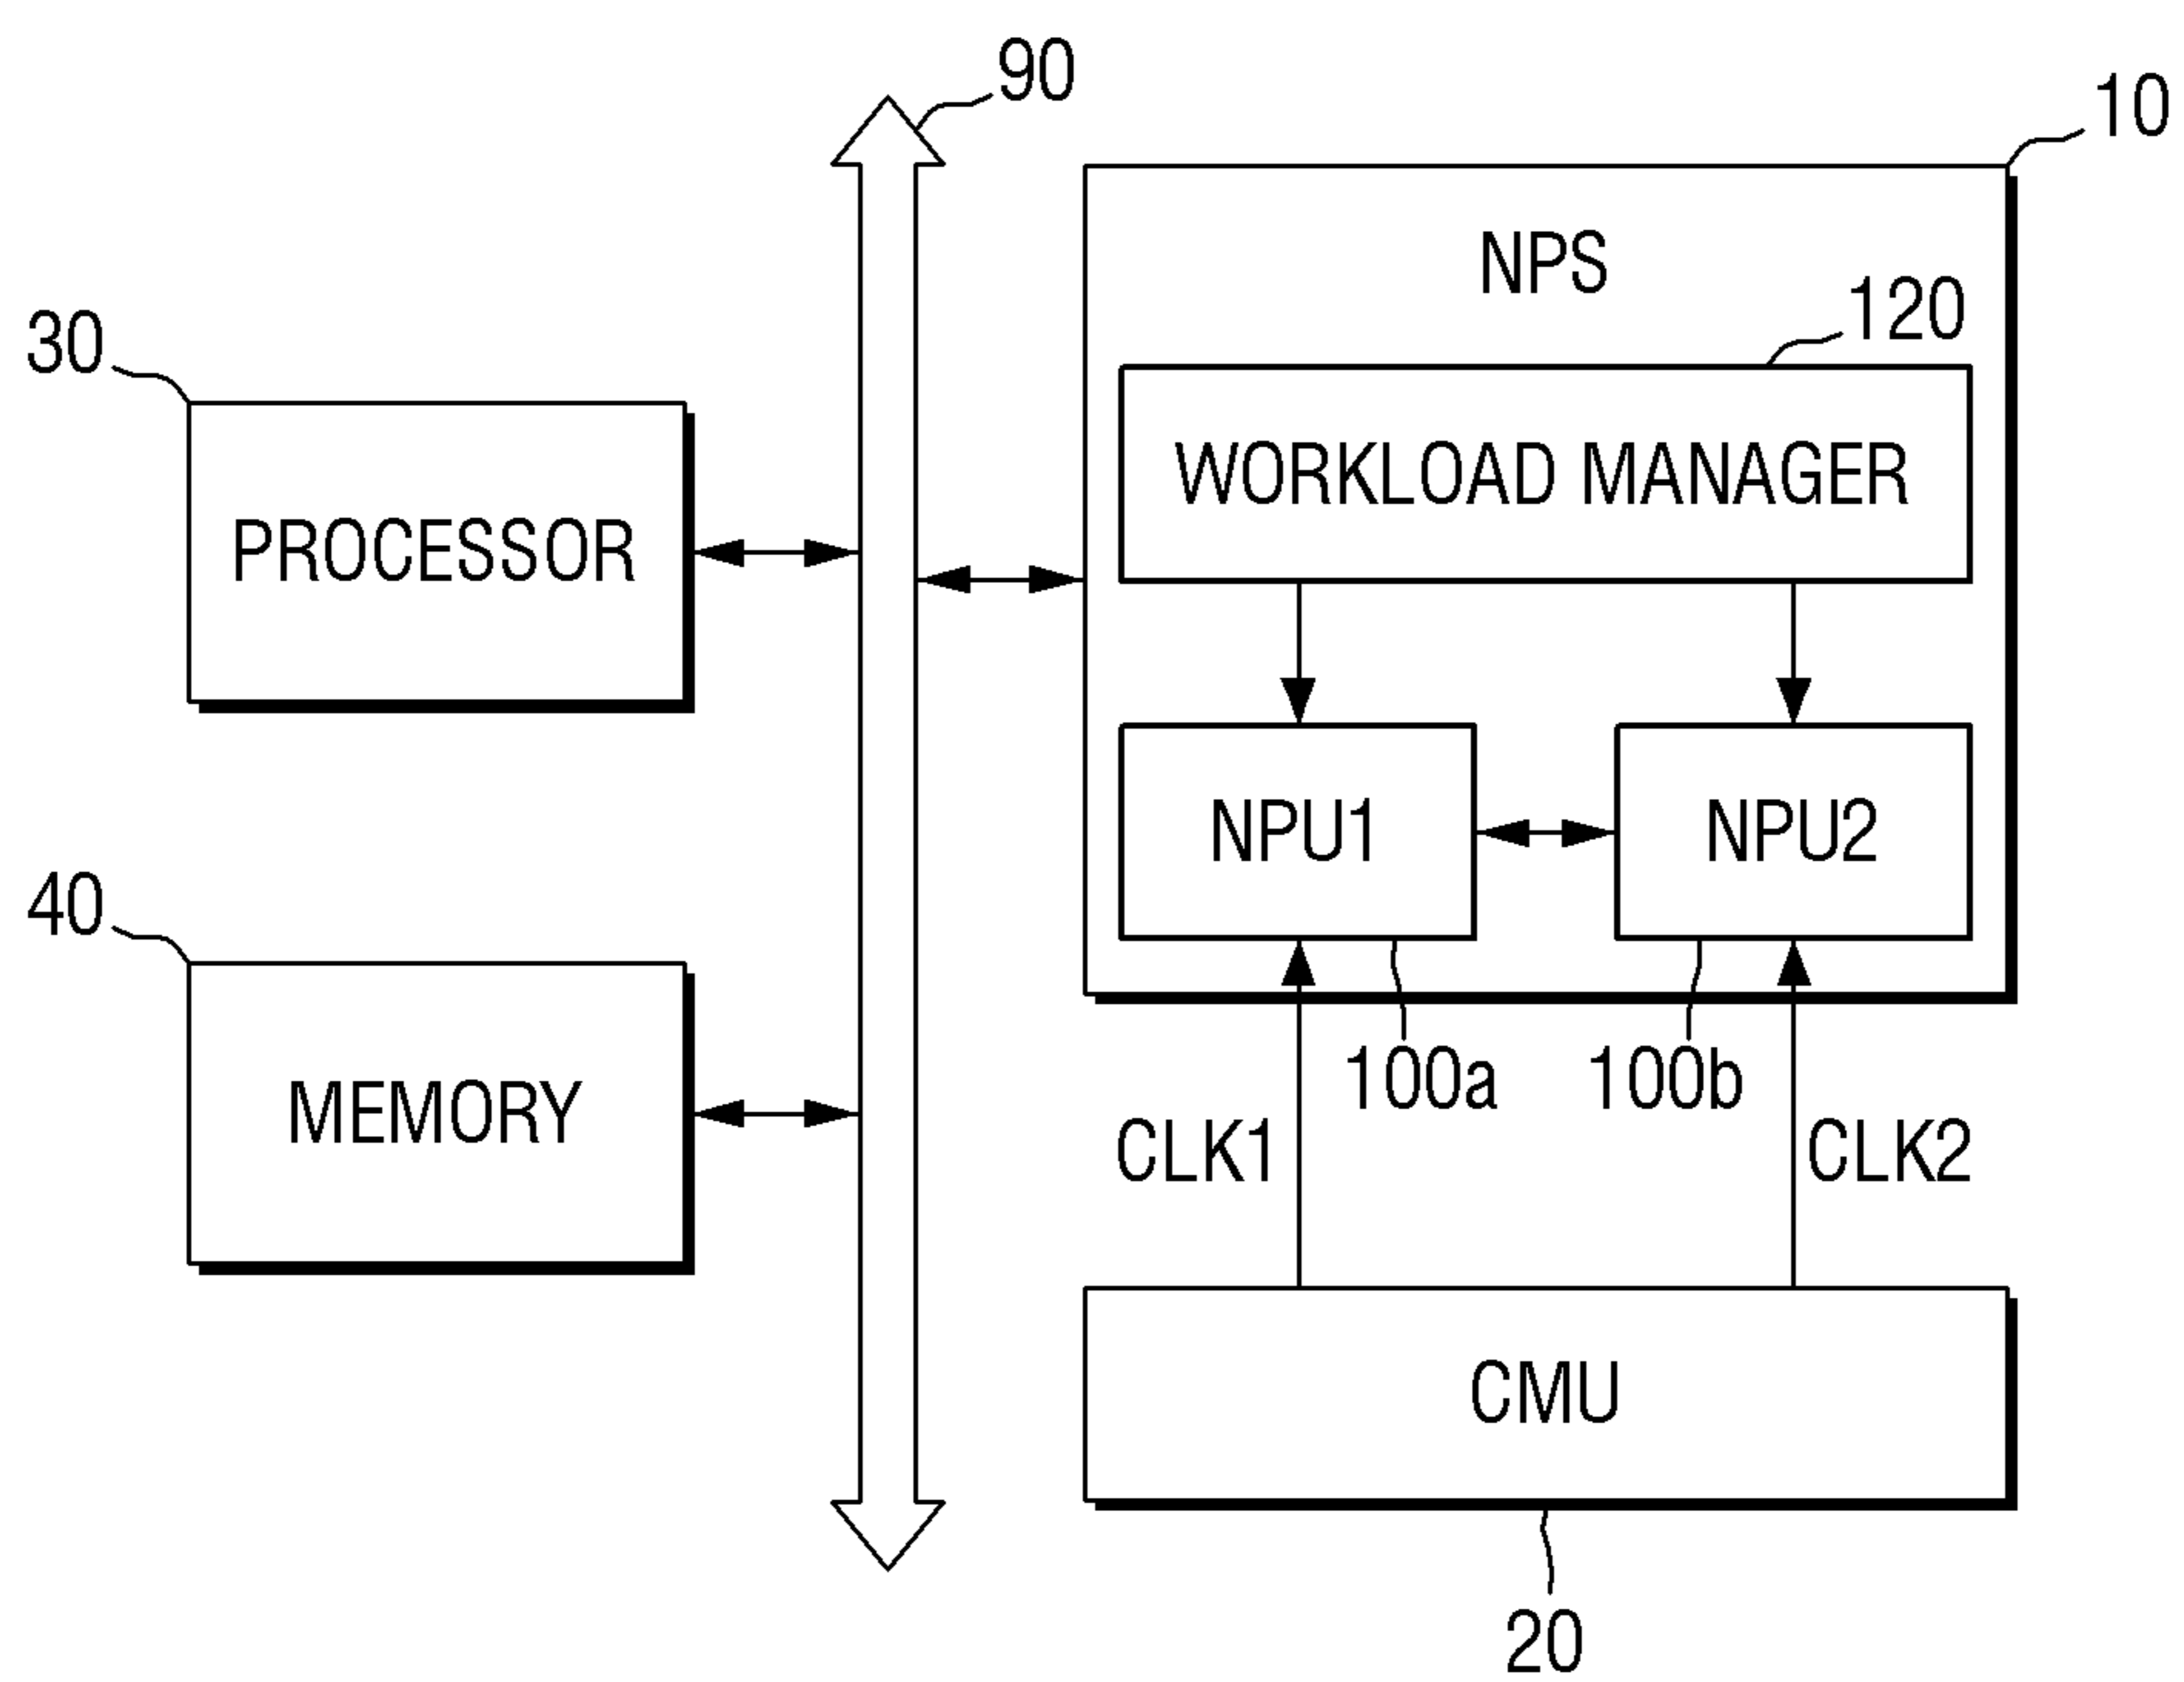 90
10
NPS
120
30
WORKLOAD MANAGER
PROCESSOR
NPU1
NPU2
40
100a
100b
MEMORY
CLK1
CLK2
CMU
20